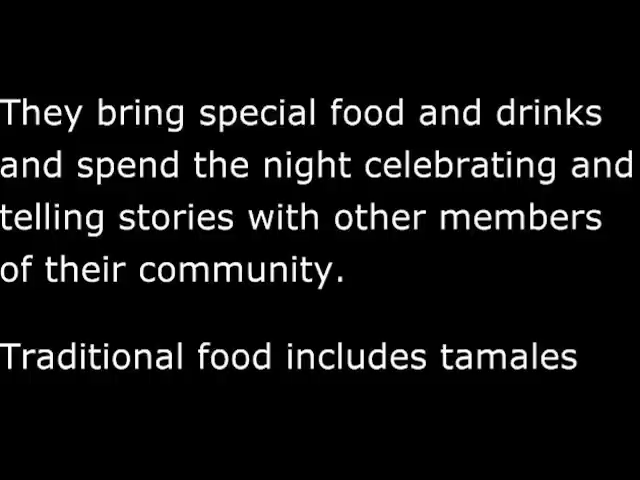 They bring special food and drinks
and spend the night celebrating and
telling stories with other members
of their community.
Traditional food includes tamales